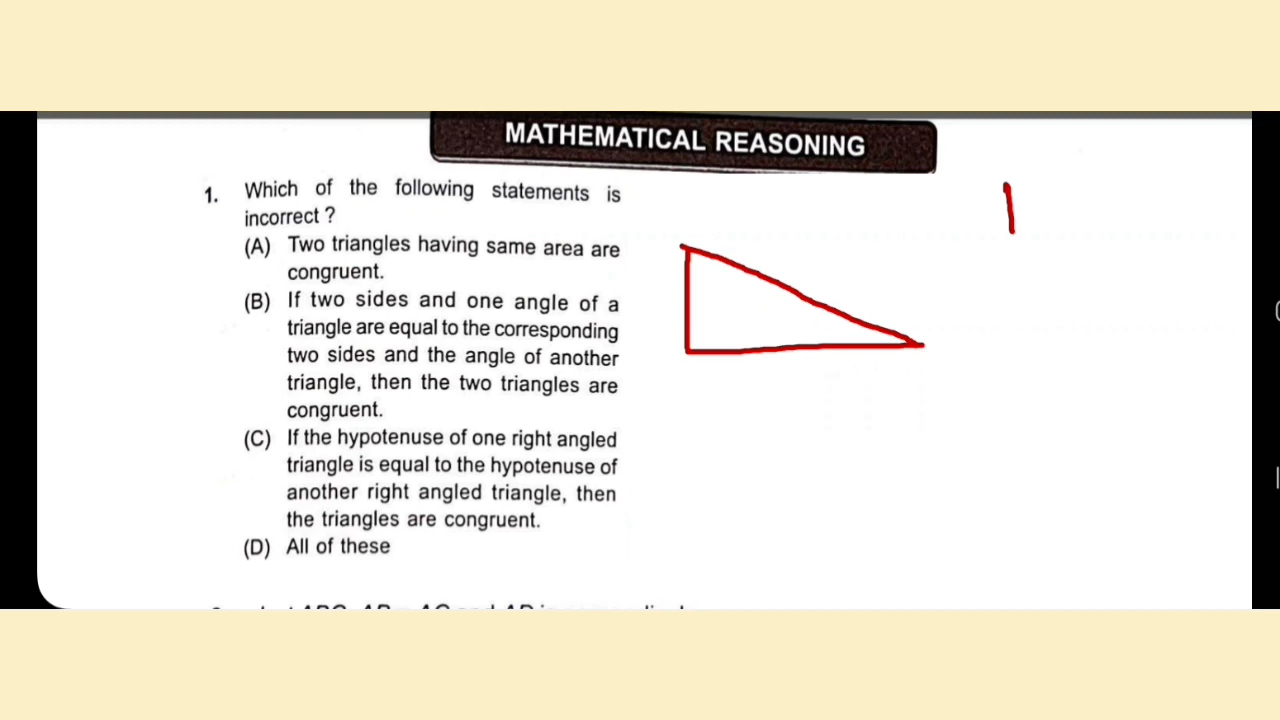 MATHEMATICAL REASONING
1. Which of the following statements is
incorrect ?
(A) Two triangles having same area are
congruent.
(B) If two sides and one angle of a
triangle are equal to the corresponding
two sides and the angle of another
triangle, then the two triangles are
congruent.
(C) If the hypotenuse of one right angled
triangle is equal to the hypotenuse of
another right angled triangle, then
the triangles are congruent.
(D) All of these